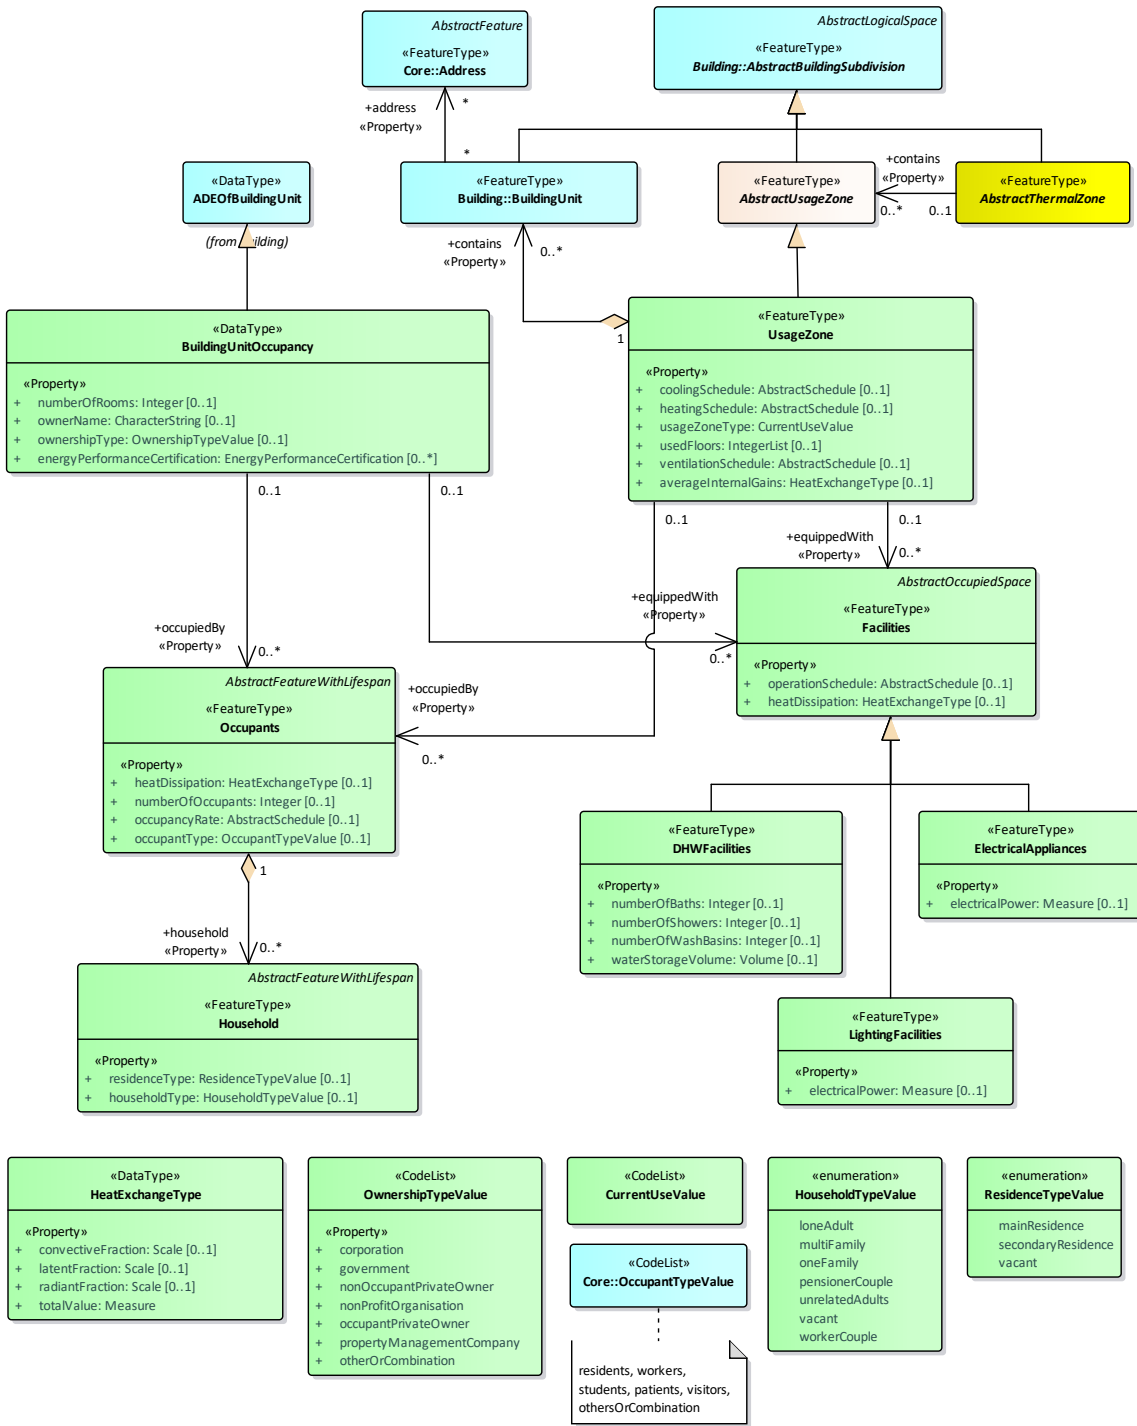 AbstractFeature
«FeatureType»
Core::Address
AbstractLogicalSpace
«FeatureType»
Building::AbstractBuildingSubdivision
+address
«Property»
*
*
«DataType»
ADEOfBuildingUnit
(from Building)
«FeatureType»
Building::BuildingUnit
«FeatureType»
AbstractUsageZone
+contains
«Property»
0..*
0..1
«FeatureType»
AbstractThermalZone
+contains
«Property»
0..*
1
«DataType»
BuildingUnitOccupancy
«Property»
+ numberOfRooms: Integer [0..1]
+ ownerName: CharacterString [0..1]
+ ownershipType: OwnershipTypeValue [0..1]
+ energyPerformanceCertification: EnergyPerformanceCertification [0..*]
«FeatureType»
UsageZone
«Property»
+ coolingSchedule: AbstractSchedule [0..1]
+ heatingSchedule: AbstractSchedule [0..1]
+ usageZoneType: CurrentUseValue
+ usedFloors: IntegerList [0..1]
+ ventilationSchedule: AbstractSchedule [0..1]
+ averageInternalGains: HeatExchangeType [0..1]
0..1
0..1
0..1
0..1
+equippedWith
«Property»
0..*
+equippedWith
«Property»
0..*
+occupiedBy
«Property»
0..*
+occupiedBy
«Property»
0..*
AbstractOccupiedSpace
«FeatureType»
Facilities
«Property»
+ operationSchedule: AbstractSchedule [0..1]
+ heatDissipation: HeatExchangeType [0..1]
AbstractFeatureWithLifespan
«FeatureType»
Occupants
«Property»
+ heatDissipation: HeatExchangeType [0..1]
+ numberOfOccupants: Integer [0..1]
+ occupancyRate: AbstractSchedule [0..1]
+ occupantType: OccupantTypeValue [0..1]
1
+household
«Property»
0..*
«FeatureType»
DHWFacilities
«Property»
+ numberOfBaths: Integer [0..1]
+ numberOfShowers: Integer [0..1]
+ numberOfWashBasins: Integer [0..1]
+ waterStorageVolume: Volume [0..1]
«FeatureType»
ElectricalAppliances
«Property»
+ electricalPower: Measure [0..1]
AbstractFeatureWithLifespan
«FeatureType»
Household
«Property»
+ residenceType: ResidenceTypeValue [0..1]
+ householdType: HouseholdTypeValue [0..1]
«FeatureType»
LightingFacilities
«Property»
+ electricalPower: Measure [0..1]
«DataType»
HeatExchangeType
«Property»
+ convectiveFraction: Scale [0..1]
+ latentFraction: Scale [0..1]
+ radiantFraction: Scale [0..1]
+ totalValue: Measure
«CodeList»
OwnershipTypeValue
«Property»
+ corporation
+ government
+ nonOccupantPrivateOwner
+ nonProfitOrganisation
+ occupantPrivateOwner
+ propertyManagementCompany
+ otherOrCombination
«CodeList»
CurrentUseValue
«CodeList»
Core::OccupantTypeValue
residents, workers,
students, patients, visitors,
othersOrCombination
«enumeration»
HouseholdTypeValue
loneAdult
multiFamily
oneFamily
pensionerCouple
unrelatedAdults
vacant
workerCouple
«enumeration»
ResidenceTypeValue
mainResidence
secondaryResidence
vacant